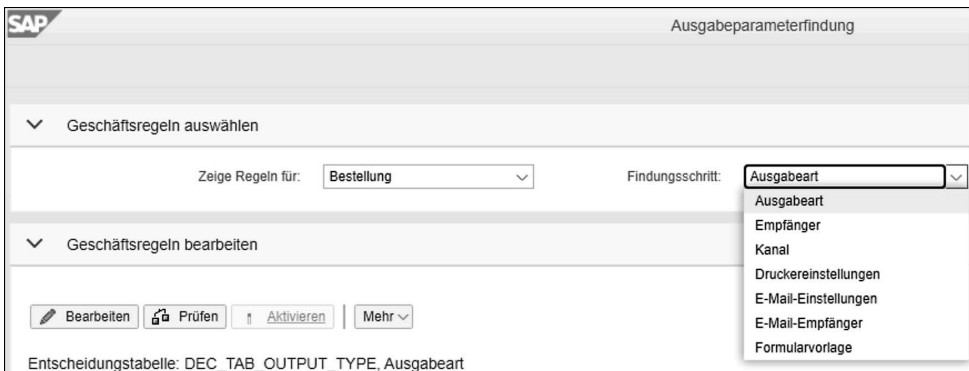 SAP Ausgabeparameterfindung
Geschäftsregeln auswählen
Zeige Regeln für: Bestellung Findungsschritt: Ausgabeart
Ausgabeart
Empfänger
Kanal
Druckereinstellungen
E-Mail-Einstellungen
E-Mail-Empfänger
Formularvorlage
Geschäftsregeln bearbeiten
Bearbeiten Prüfen Aktivieren Mehr
Entscheidungstabelle: DEC_TAB_OUTPUT_TYPE, Ausgabeart